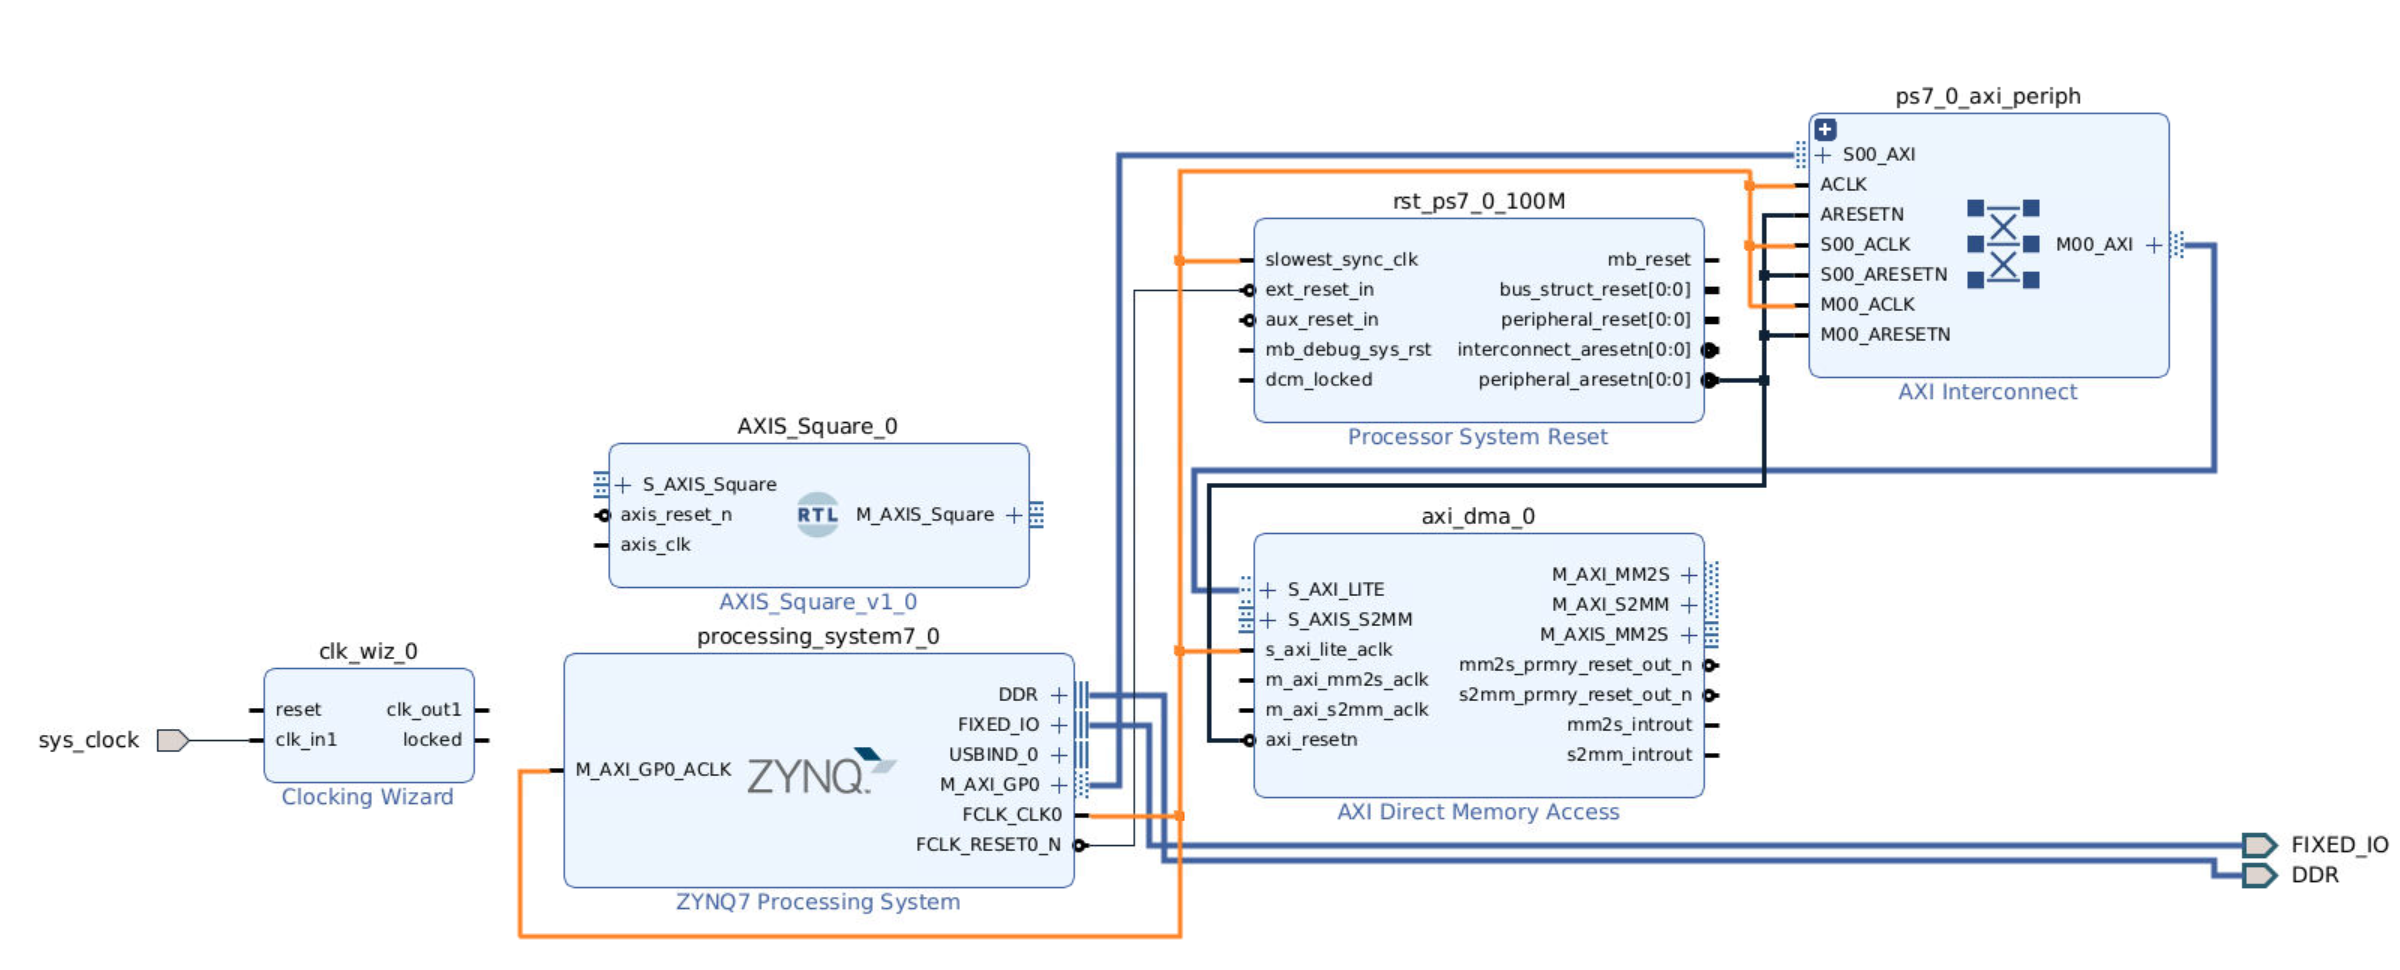 ps7_0_axi_periph
S00_AXI
ACLK
ARESETN
S00_ACLK
S00_ARESETN
M00_ACLK
M00_ARESETN
M00_AXI
AXI Interconnect
rst_ps7_0_100M
slowest_sync_clk
ext_reset_in
aux_reset_in
mb_debug_sys_rst
dcm_locked
mb_reset
bus_struct_reset[0:0]
peripheral_reset[0:0]
interconnect_aresetn[0:0]
peripheral_aresetn[0:0]
Processor System Reset
AXIS_Square_0
S_AXIS_Square
axis_reset_n
axis_clk
RTL
M_AXIS_Square
AXIS_Square_v1_0
axi_dma_0
S_AXI_LITE
S_AXIS_S2MM
s_axi_lite_aclk
m_axi_mm2s_aclk
m_axi_s2mm_aclk
axi_resetn
M_AXI_MM2S
M_AXI_S2MM
M_AXIS_MM2S
mm2s_prmry_reset_out_n
s2mm_prmry_reset_out_n
mm2s_introut
s2mm_introut
AXI Direct Memory Access
processing_system7_0
M_AXI_GP0_ACLK
ZYNQ.
DDR
FIXED_IO
USBIND_0
M_AXI_GP0
FCLK_CLK0
FCLK_RESET0_N
ZYNQ7 Processing System
clk_wiz_0
reset
clk_in1
clk_out1
locked
Clocking Wizard
sys_clock
FIXED_IO
DDR